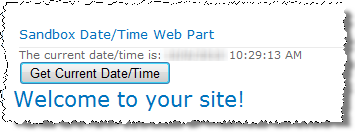 Sandbox Date/Time Web Part
The current date/time is: 10:29:13 AM
Get Current Date/Time
Welcome to your site!